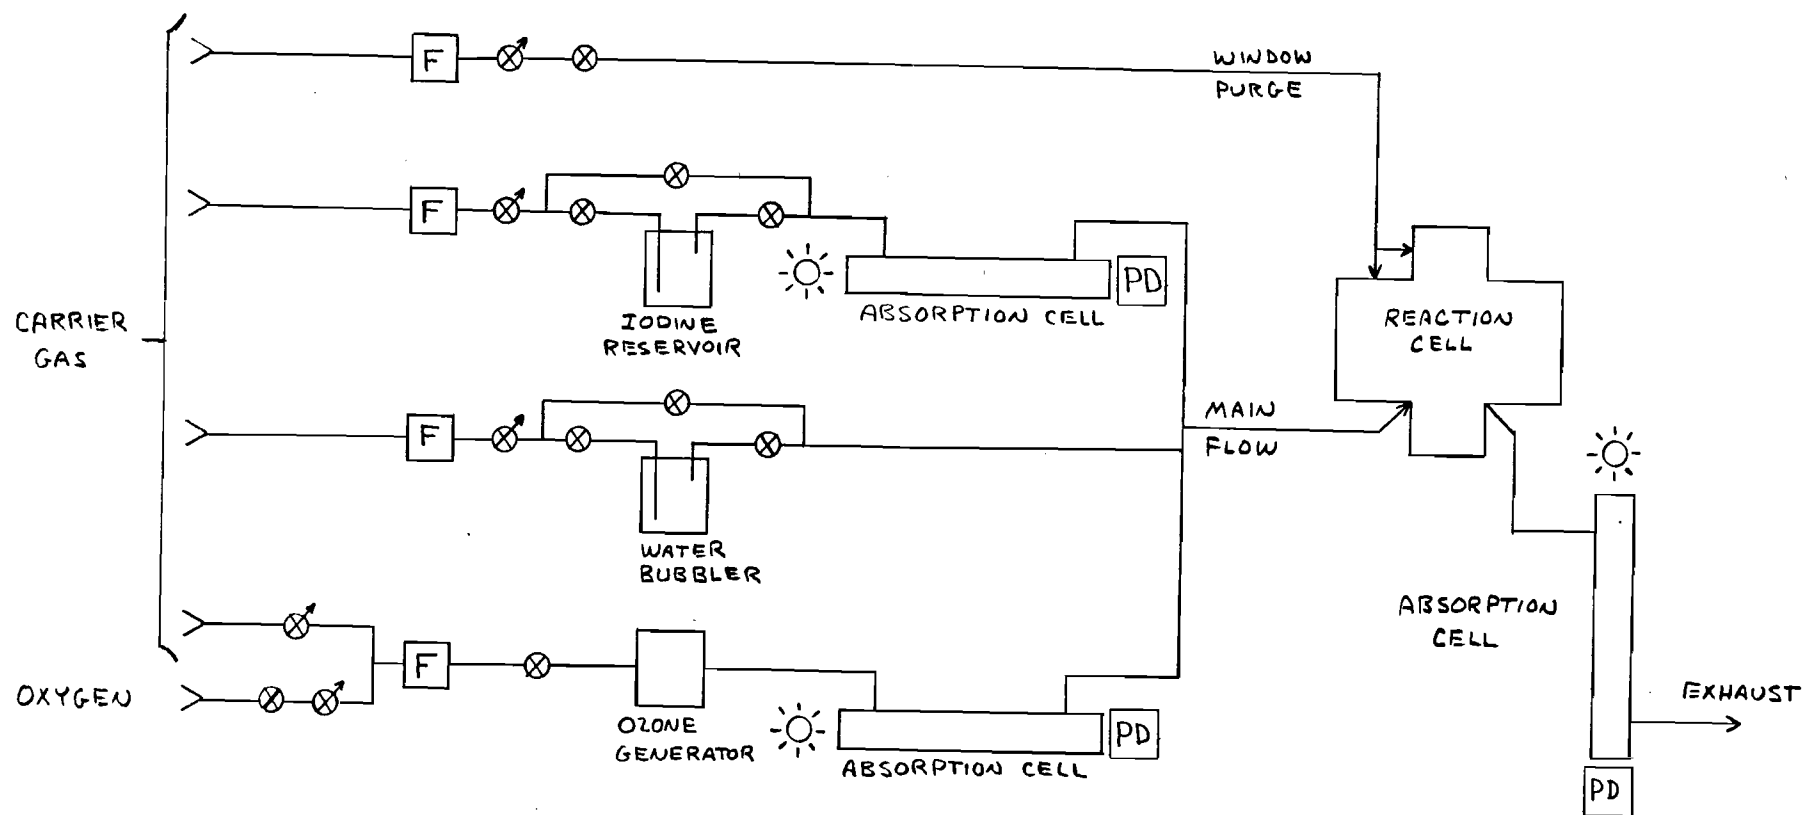 F
WINDOW
PURGE
F
IODINE
RESERVOIR
ABSORPTION CELL
PD
CARRIER
GAS
REACTION
CELL
F
MAIN
FLOW
WATER
BUBBLER
F
OXYGEN
OZONE
GENERATOR
ABSORPTION CELL
PD
ABSORPTION
CELL
EXHAUST
PD